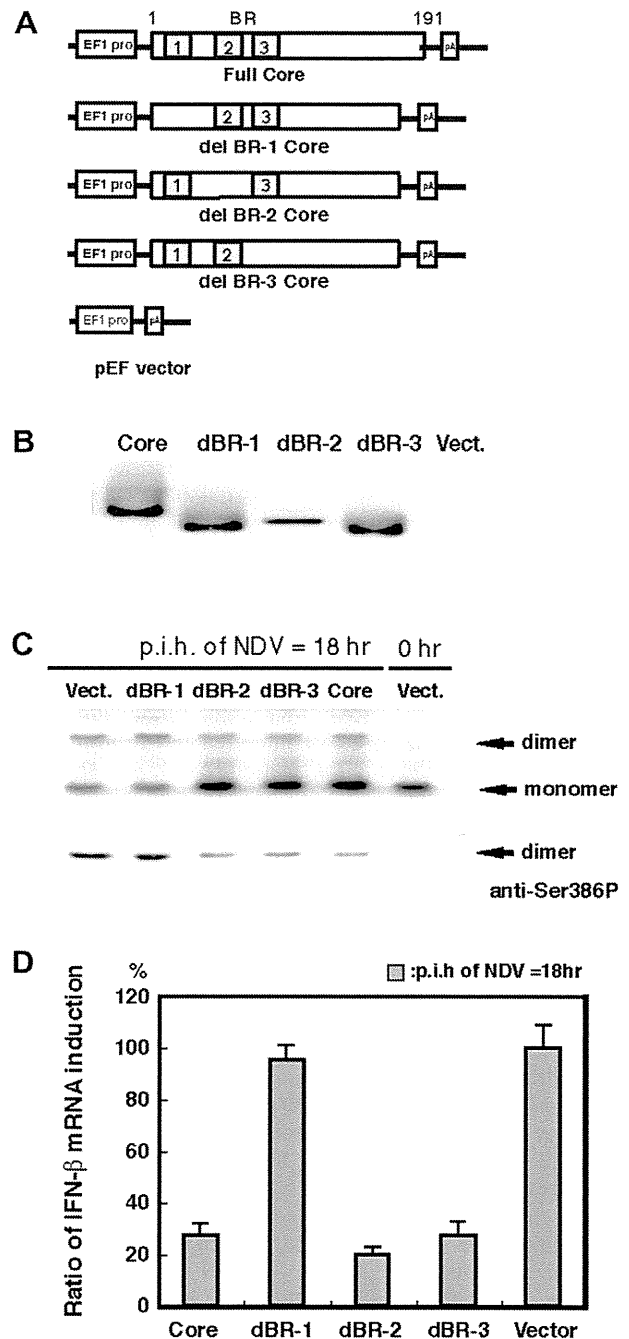 A
1 BR 191
EF1 pro 1 2 3 pA
Full Core
EF1 pro 2 3 pA
del BR-1 Core
EF1 pro 1 3 pA
del BR-2 Core
EF1 pro 1 2 pA
del BR-3 Core
EF1 pro pA
pEF vector
B
Core dBR-1 dBR-2 dBR-3 Vect.
C
p.i.h. of NDV = 18 hr 0 hr
Vect. dBR-1 dBR-2 dBR-3 Core Vect.
dimer
monomer
dimer
anti-Ser386P
D
%
:p.i.h of NDV =18hr
Ratio of IFN-β mRNA induction
120
100
80
60
40
20
0
Core dBR-1 dBR-2 dBR-3 Vector